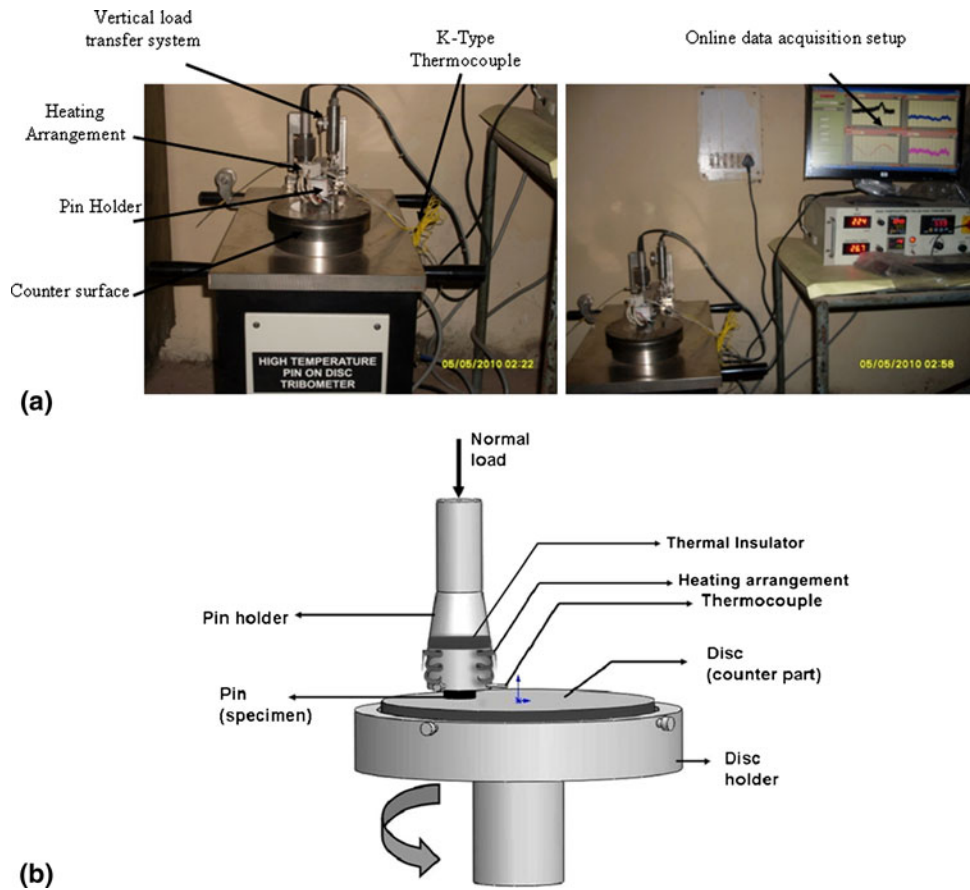 Vertical load
transfer system
K-Type
Thermocouple
Online data acquisition setup
Heating
Arrangement
Pin Holder
Counter surface
HIGH TEMPERATURE
PIN ON DISC
TRIBOMETER
05/05/2010 02:22
05/05/2010 02:58
(a)
Normal
load
Thermal Insulator
Heating arrangement
Thermocouple
Pin holder
Disc
(counter part)
Pin
(specimen)
Disc
holder
(b)